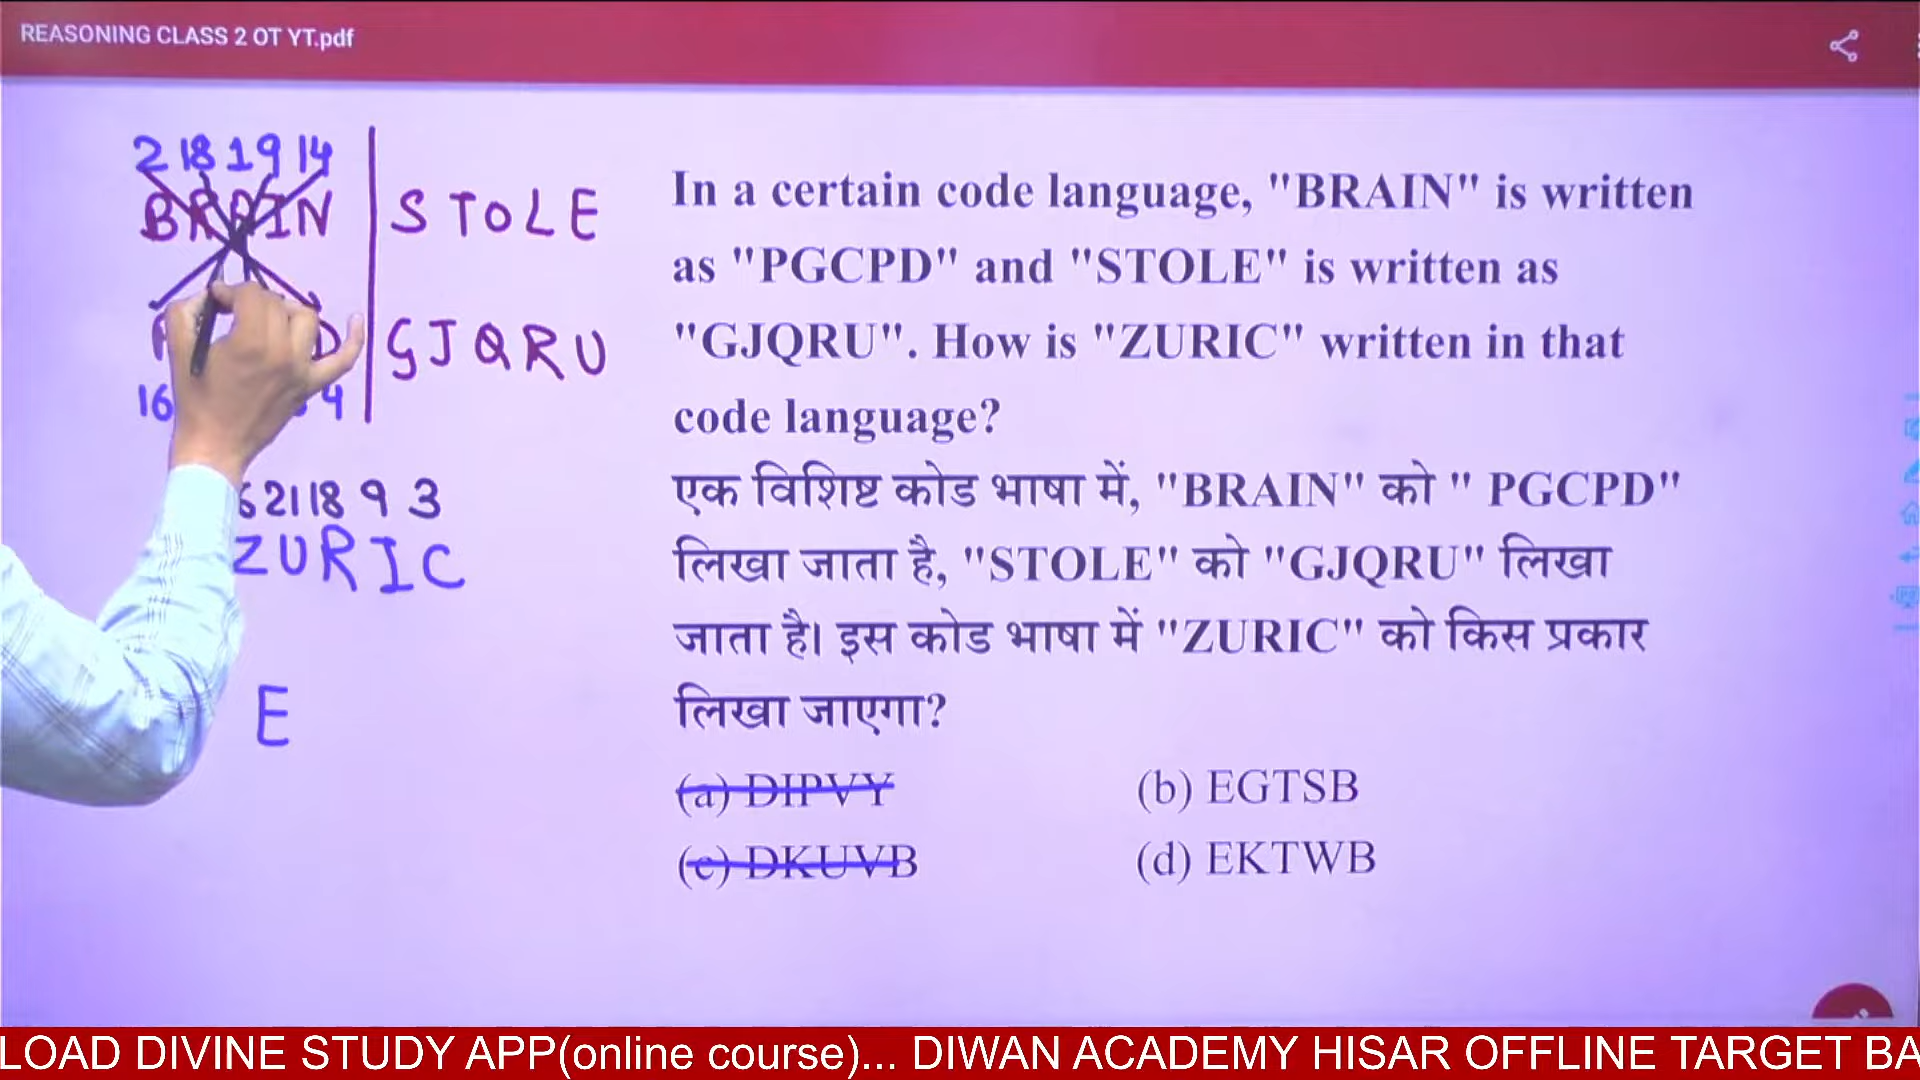 REASONING CLASS 2 OT YT.pdf
2 18 1 9 14
BRAIN
STOLE
D
GJQRU
16
4
6 21 18 9 3
ZURIC
E
In a certain code language, "BRAIN" is written
as "PGCPD" and "STOLE" is written as
"GJQRU". How is "ZURIC" written in that
code language?
एक विशिष्ट कोड भाषा में, "BRAIN" को " PGCPD"
लिखा जाता है, "STOLE" को "GJQRU" लिखा
जाता है। इस कोड भाषा में "ZURIC" को किस प्रकार
लिखा जाएगा?
(a) DIPVY
(b) EGTSB
(c) DKUVB
(d) EKTWB
LOAD DIVINE STUDY APP(online course)... DIWAN ACADEMY HISAR OFFLINE TARGET BA